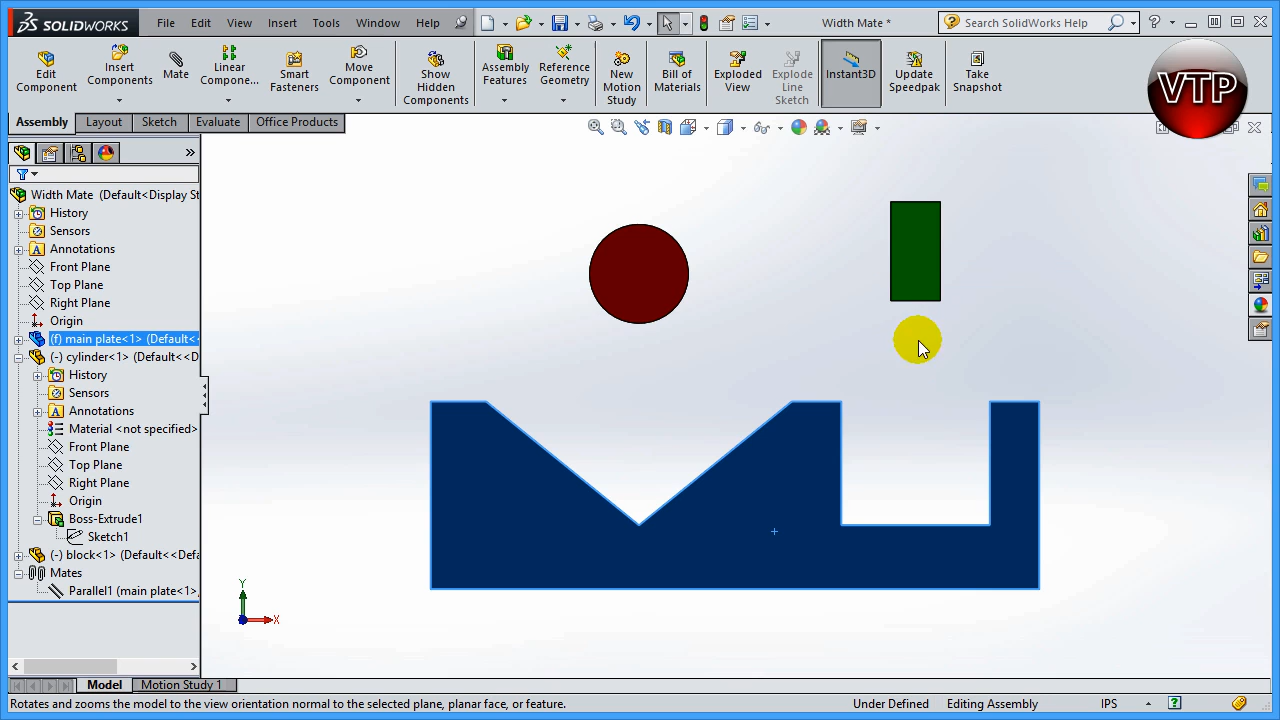 SOLIDWORKS File Edit View Insert Tools Window Help Width Mate * Search SolidWorks Help
Edit Component
Insert Components
Mate
Linear Compone...
Smart Fasteners
Move Component
Show Hidden Components
Assembly Features
Reference Geometry
New Motion Study
Bill of Materials
Exploded View
Explode Line Sketch
Instant3D
Update Speedpak
Take Snapshot
VTP
Assembly Layout Sketch Evaluate Office Products
Width Mate (Default<Display St
History
Sensors
Annotations
Front Plane
Top Plane
Right Plane
Origin
(f) main plate<1> (Default<
(-) cylinder<1> (Default<<D
History
Sensors
Annotations
Material <not specified>
Front Plane
Top Plane
Right Plane
Origin
Boss-Extrude1
Sketch1
(-) block<1> (Default<<Defa
Mates
Parallel1 (main plate<1>,
Y
X
Model Motion Study 1
Rotates and zooms the model to the view orientation normal to the selected plane, planar face, or feature. Under Defined Editing Assembly IPS